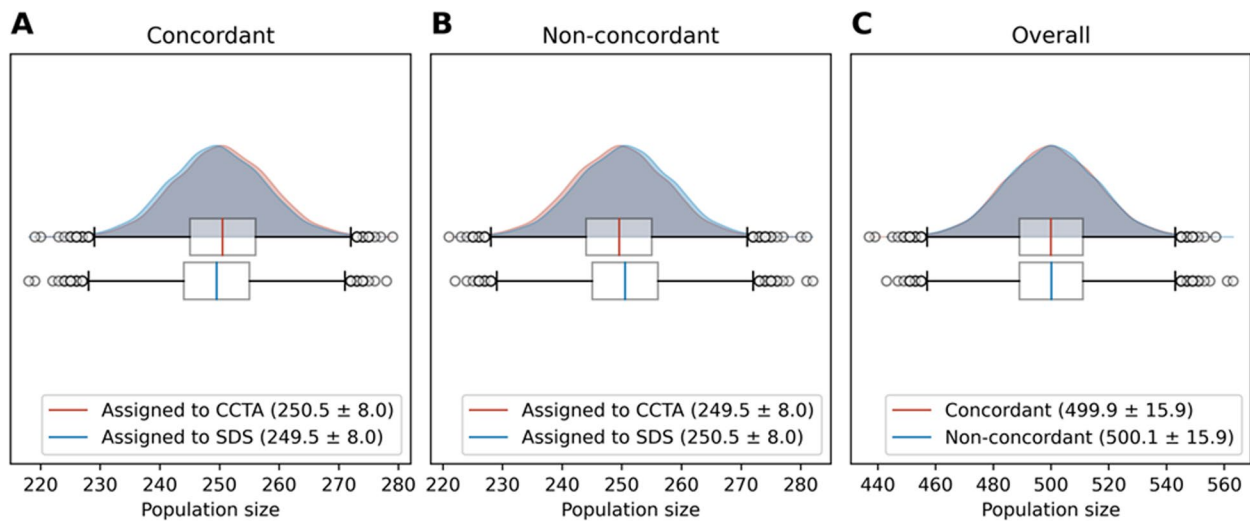 A
Concordant
Assigned to CCTA (250.5 ± 8.0)
Assigned to SDS (249.5 ± 8.0)
220 230 240 250 260 270 280
Population size
B
Non-concordant
Assigned to CCTA (249.5 ± 8.0)
Assigned to SDS (250.5 ± 8.0)
220 230 240 250 260 270 280
Population size
C
Overall
Concordant (499.9 ± 15.9)
Non-concordant (500.1 ± 15.9)
440 460 480 500 520 540 560
Population size